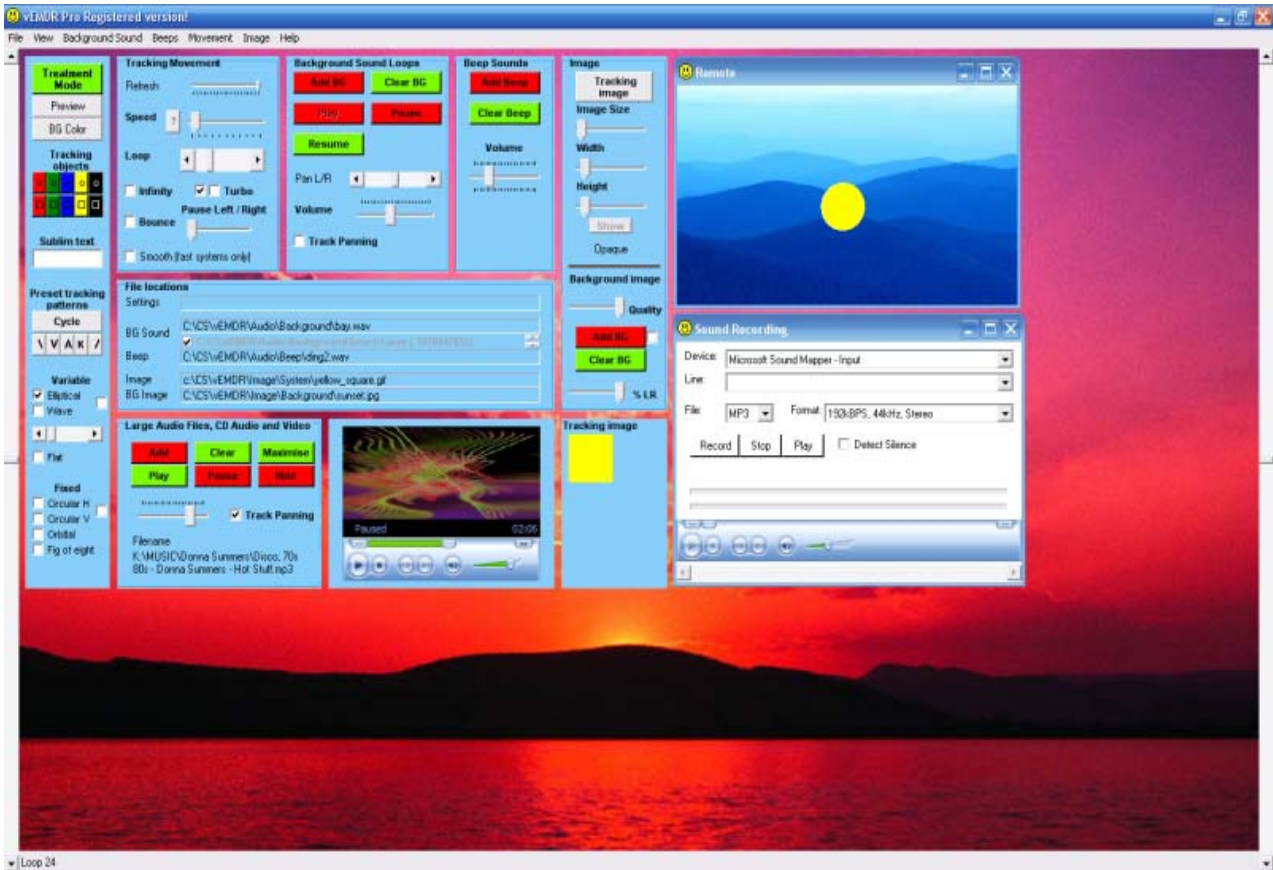 vEMDR Pro Registered version!
File View Background Sound Beeps Movement Image Help
Treatment
Mode
Preview
BG Color
Tracking
objects
Sublim text
Preset tracking
patterns
Cycle
\ V A K /
Variable
Elliptical
Wave
Flat
Fixed
Circular H
Circular V
Orbital
Fig of eight
Tracking Movement
Refresh
Speed ?
Loop
Infinity Turbo
Pause Left / Right
Bounce
Smooth (fast systems only)
Background Sound Loops
Add BG Clear BG
Play Pause
Resume
Pan L/R
Volume
Track Panning
Beep Sounds
Add Beep
Clear Beep
Volume
Image
Tracking
image
Image Size
Width
Height
Show
Opaque
Background image
Quality
Add BG
Clear BG
% LR
File locations
Settings
BG Sound C:\CS\vEMDR\Audio\Background\bay.wav
Beep C:\CS\vEMDR\Audio\Beep\ding2.wav
Image c:\CS\vEMDR\Image\System\yellow_square.gif
BG Image C:\CS\vEMDR\Image\Background\sunset.jpg
Large Audio Files, CD Audio and Video
Add Clear Maximise
Play Pause Hide
Track Panning
Filename
K:\MUSIC\Donna Summers\Disco, 70s
80s - Donna Summers - Hot Stuff.mp3
Paused 02:06
Tracking image
Remote
Sound Recording
Device: Microsoft Sound Mapper - Input
Line:
File: MP3 Format: 192kBPS, 44kHz, Stereo
Record Stop Play Detect Silence
Loop 24